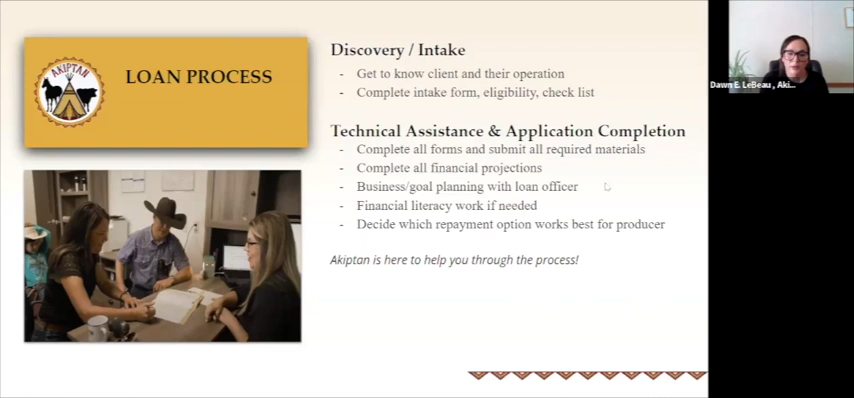 AKIPTAN
LOAN PROCESS
Discovery / Intake
- Get to know client and their operation
- Complete intake form, eligibility, check list
Technical Assistance & Application Completion
- Complete all forms and submit all required materials
- Complete all financial projections
- Business/goal planning with loan officer
- Financial literacy work if needed
- Decide which repayment option works best for producer
Akiptan is here to help you through the process!
Dawn E. LeBeau , Aki...